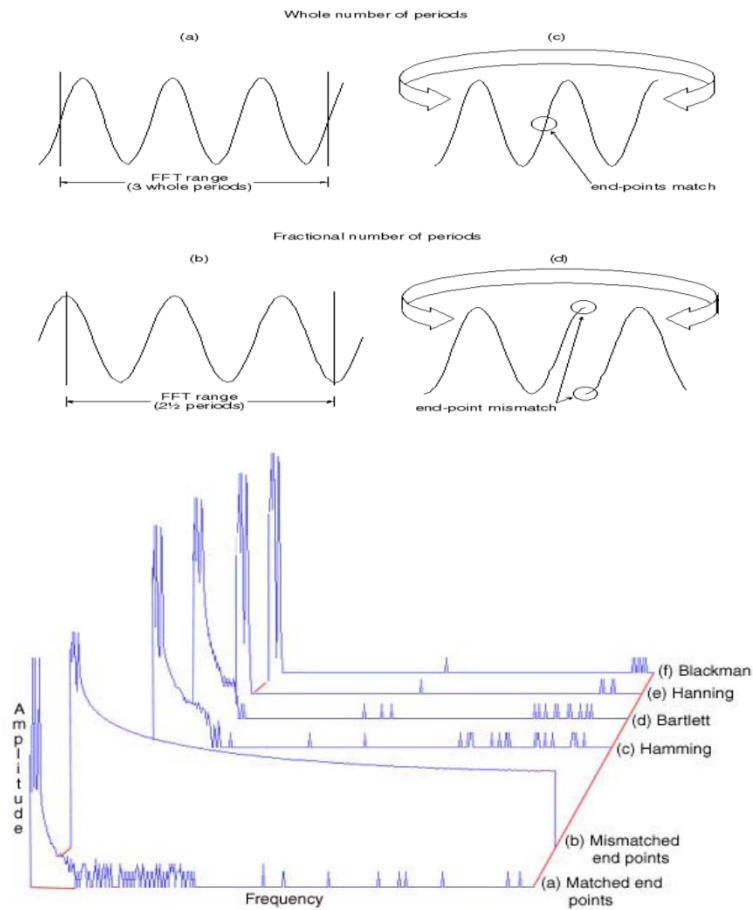 Whole number of periods
(a)
(c)
FFT range
(3 whole periods)
end-points match
Fractional number of periods
(b)
(d)
FFT range
(2½ periods)
end-point mismatch
(f) Blackman
(e) Hanning
(d) Bartlett
(c) Hamming
Amplitude
(b) Mismatched
end points
(a) Matched end
points
Frequency